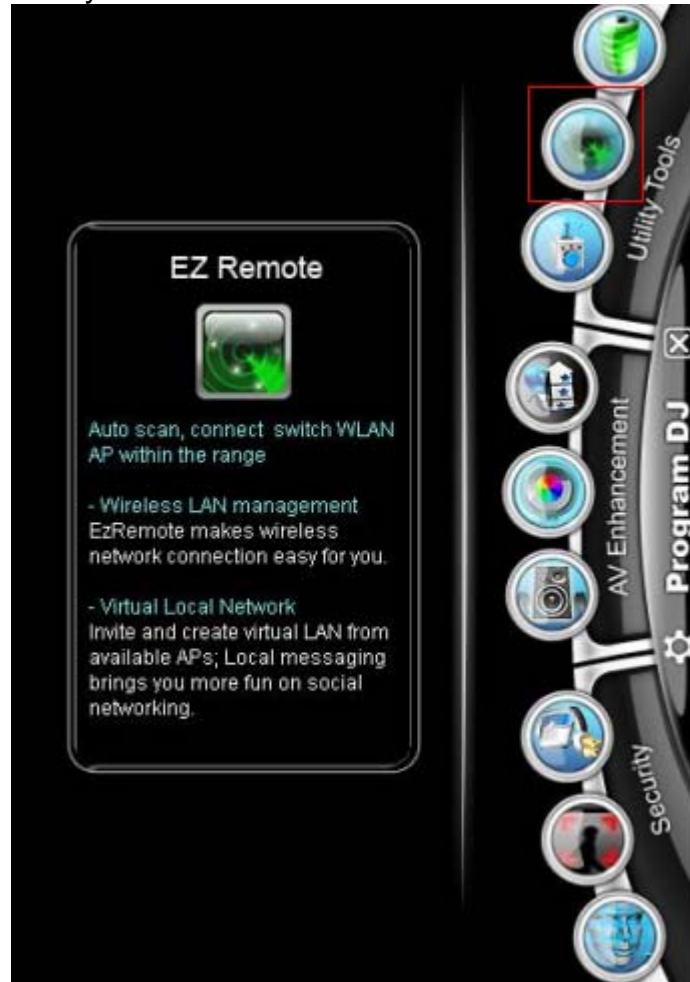 EZ Remote
Auto scan, connect switch WLAN
AP within the range
- Wireless LAN management
EzRemote makes wireless
network connection easy for you.
- Virtual Local Network
Invite and create virtual LAN from
available APs; Local messaging
brings you more fun on social
networking.
Utility Tools
AV Enhancement
Program DJ
Security